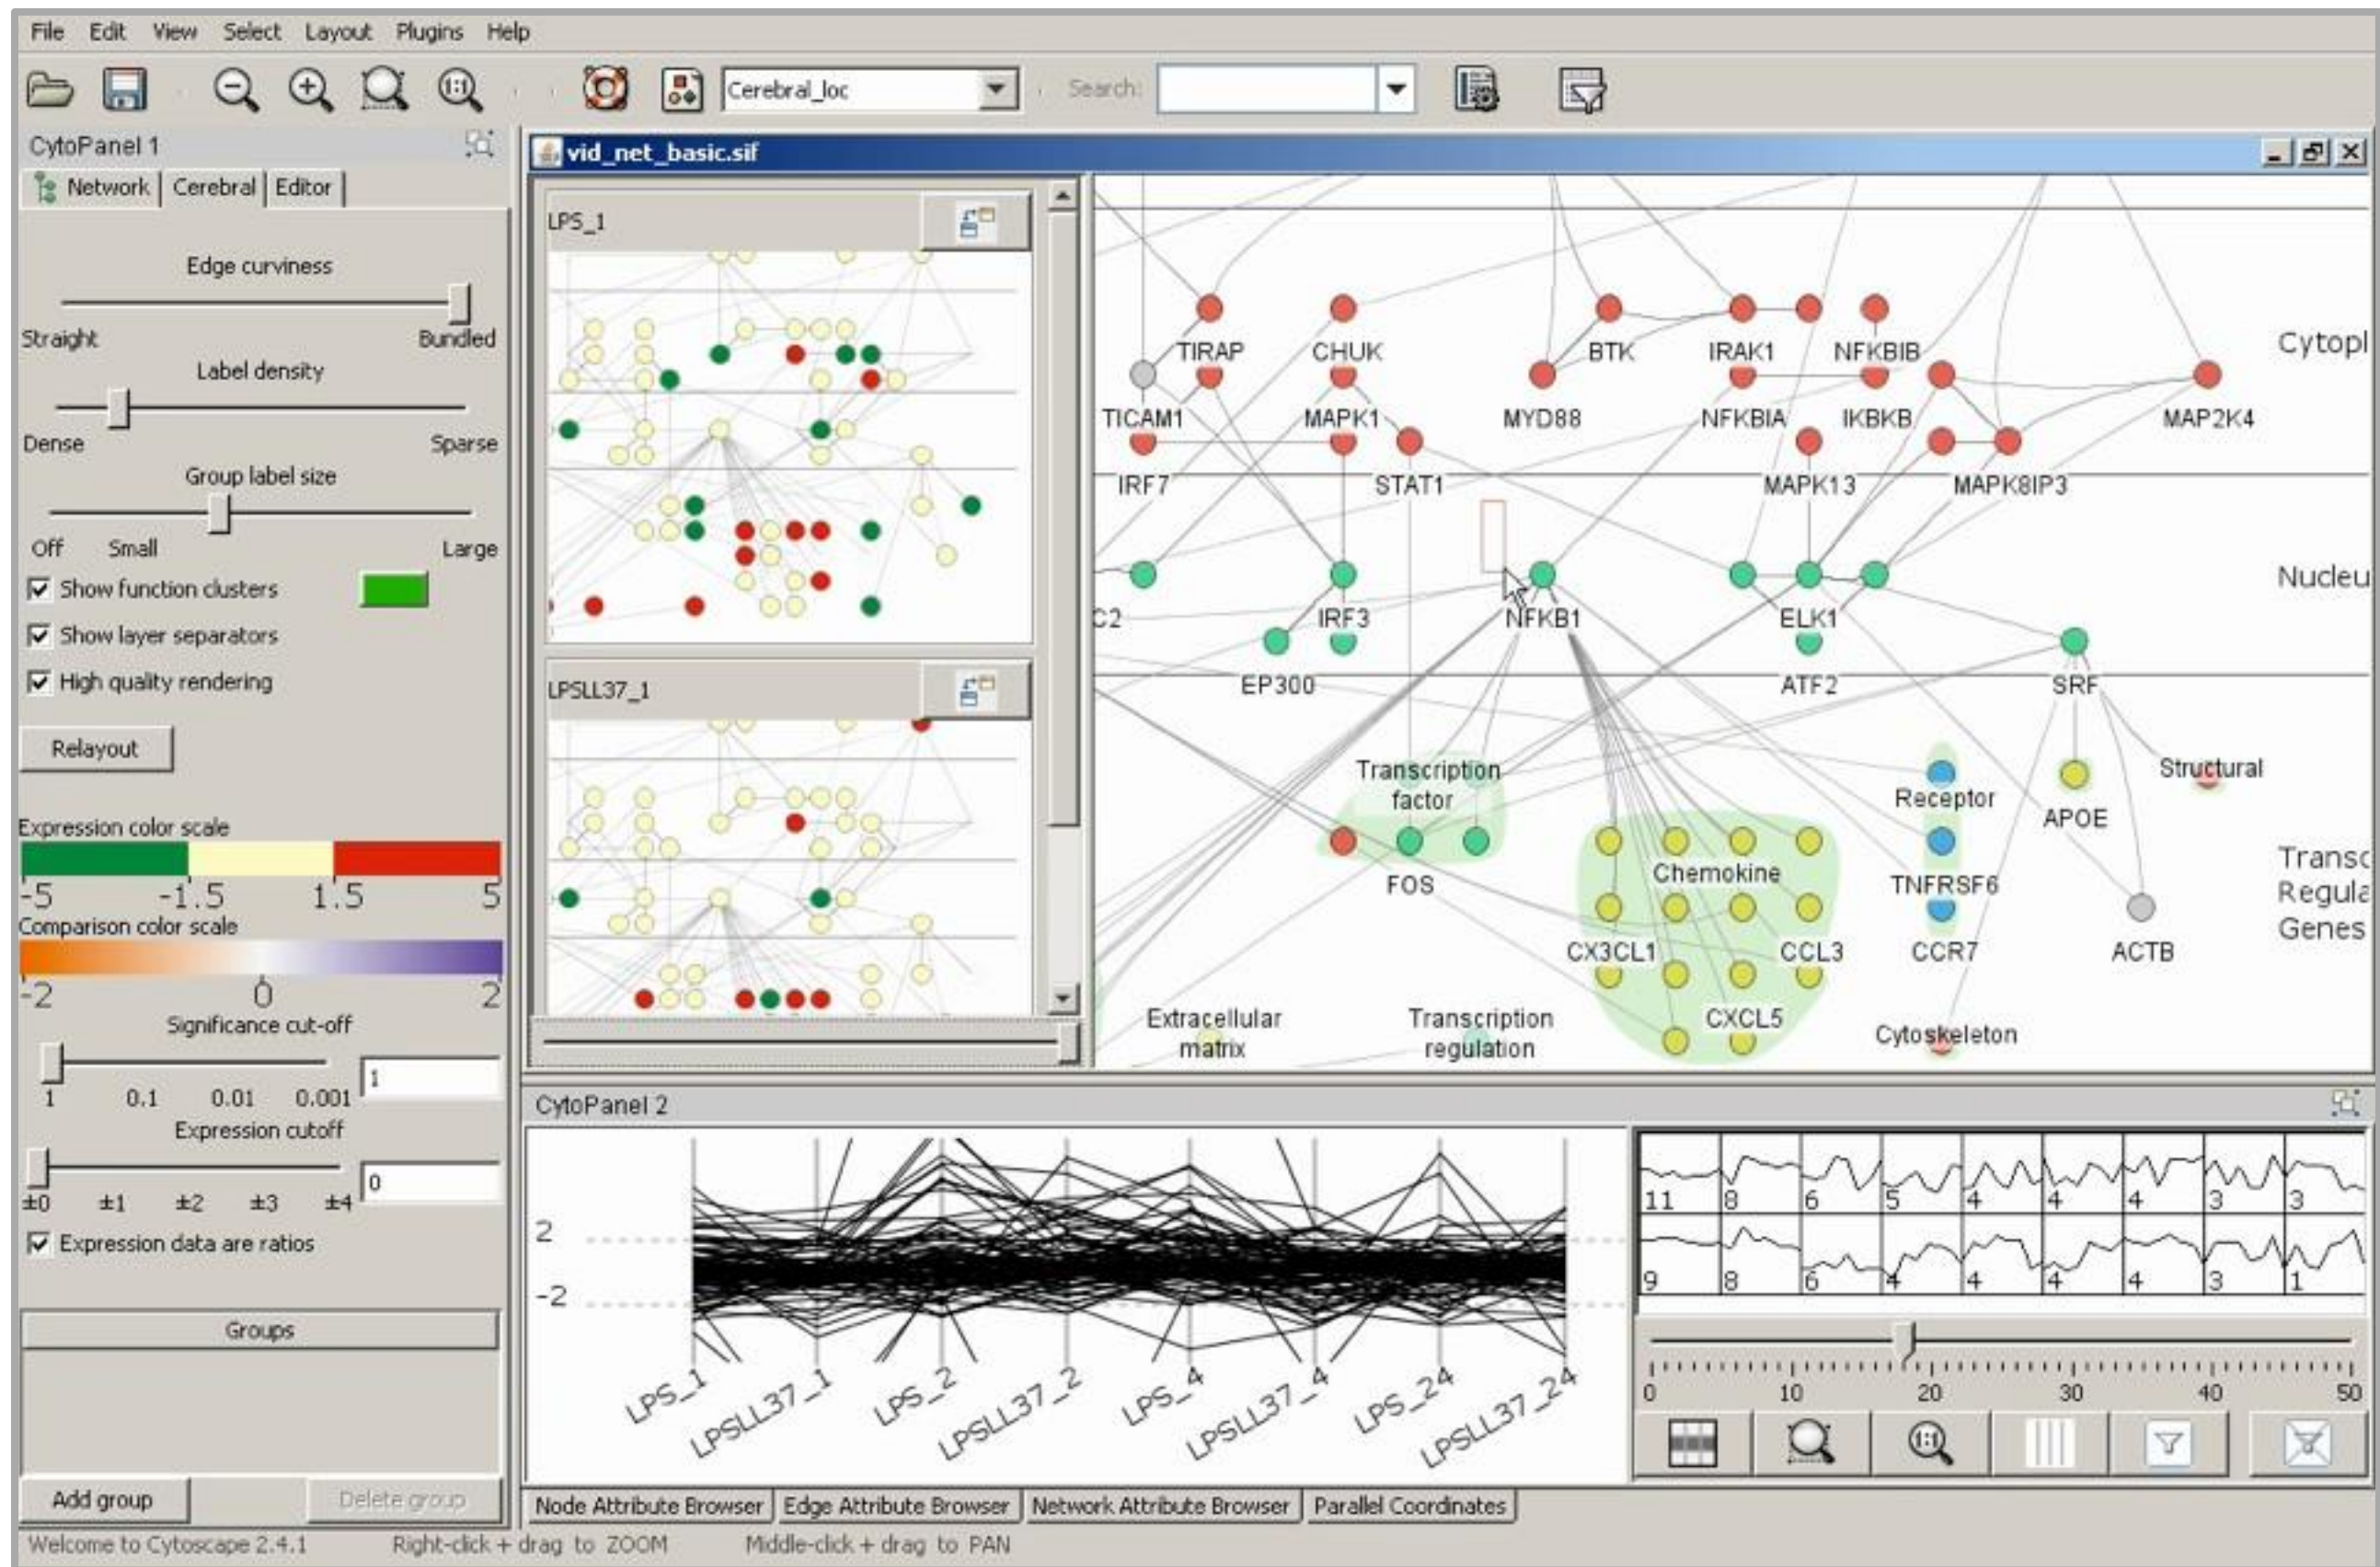 File Edit View Select Layout Plugins Help
Cerebral_loc
Search:
CytoPanel 1
Network Cerebral Editor
Edge curviness
Straight Bundled
Label density
Dense Sparse
Group label size
Off Small Large
Show function clusters
Show layer separators
High quality rendering
Relayout
Expression color scale
-5 -1.5 1.5 5
Comparison color scale
-2 0 2
Significance cut-off
1
1 0.1 0.01 0.001
Expression cutoff
0
±0 ±1 ±2 ±3 ±4
Expression data are ratios
Groups
Add group Delete group
vid_net_basic.sif
LPS_1
LPSLL37_1
TIRAP CHUK BTK IRAK1 NFKBIB
Cytopl
TICAM1 MAPK1 MYD88 NFKBIA IKBKB MAP2K4
IRF7 STAT1 MAPK13 MAPK8IP3
Nucleu
C2 IRF3 NFKB1 ELK1
EP300 ATF2 SRF
Transcription
factor
Receptor
Structural
APOE
Chemokine
FOS
TNFRSF6
Transc
Regula
Genes
CX3CL1 CCL3 CCR7 ACTB
Extracellular
matrix
Transcription
regulation
CXCL5
Cytoskeleton
CytoPanel 2
2
-2
LPS_1 LPSLL37_1 LPS_2 LPSLL37_2 LPS_4 LPSLL37_4 LPS_24 LPSLL37_24
11 8 6 5 4 4 4 3 3
9 8 6 4 4 4 4 3 1
0 10 20 30 40 50
1:1
Node Attribute Browser Edge Attribute Browser Network Attribute Browser Parallel Coordinates
Welcome to Cytoscape 2.4.1 Right-click + drag to ZOOM Middle-click + drag to PAN